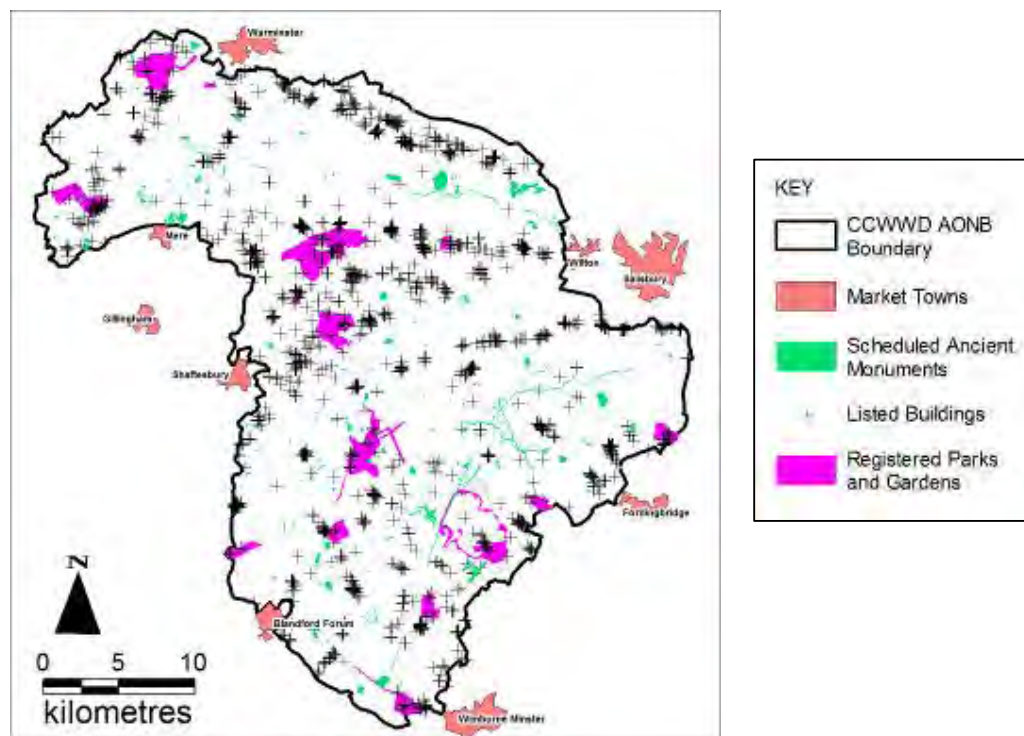 Warminster
Mere
Wilton
Salisbury
Gillingham
Shaftesbury
Fordingbridge
Blandford Forum
Wimborne Minster
N
0 5 10
kilometres
KEY
CCWWD AONB
Boundary
Market Towns
Scheduled Ancient
Monuments
Listed Buildings
Registered Parks
and Gardens